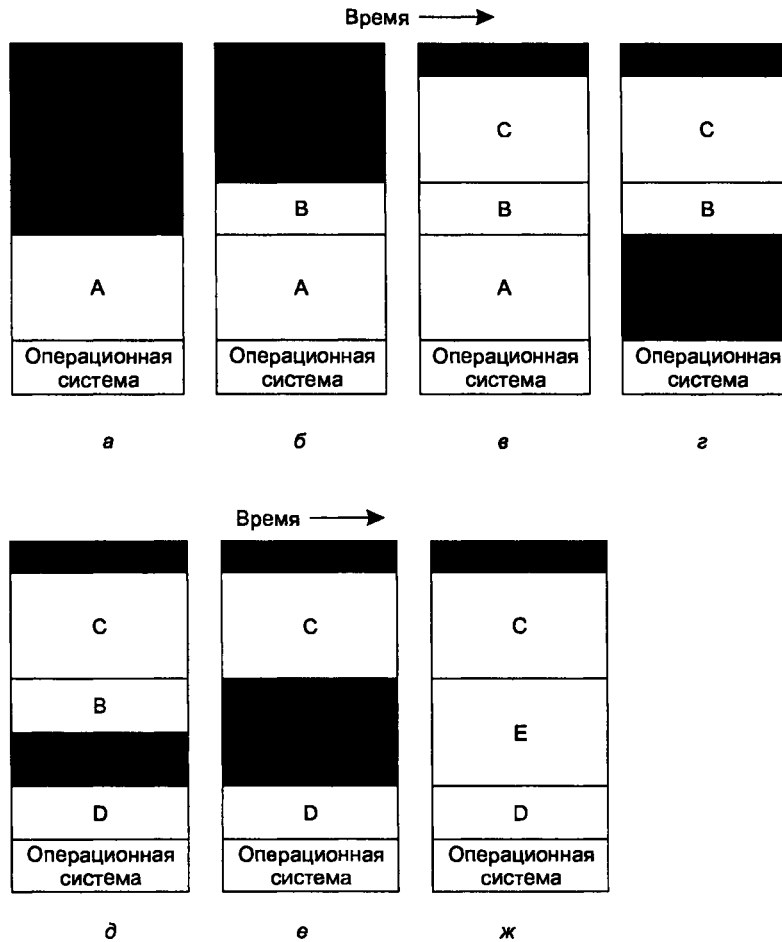 Время
C
C
B
B
B
A
A
A
Операционная система
Операционная система
Операционная система
Операционная система
а
б
в
г
Время
C
C
C
B
E
D
D
D
Операционная система
Операционная система
Операционная система
д
е
ж